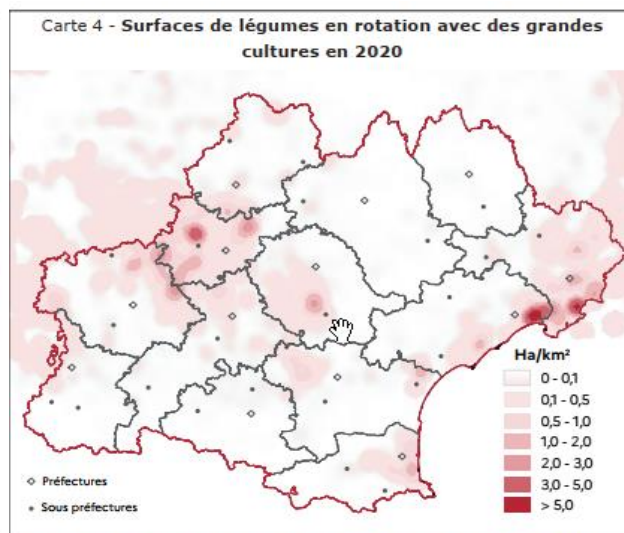 Carte 4 - Surfaces de légumes en rotation avec des grandes
cultures en 2020
Ha/km²
0 - 0,1
0,1 - 0,5
0,5 - 1,0
1,0 - 2,0
2,0 - 3,0
3,0 - 5,0
> 5,0
Préfectures
Sous préfectures